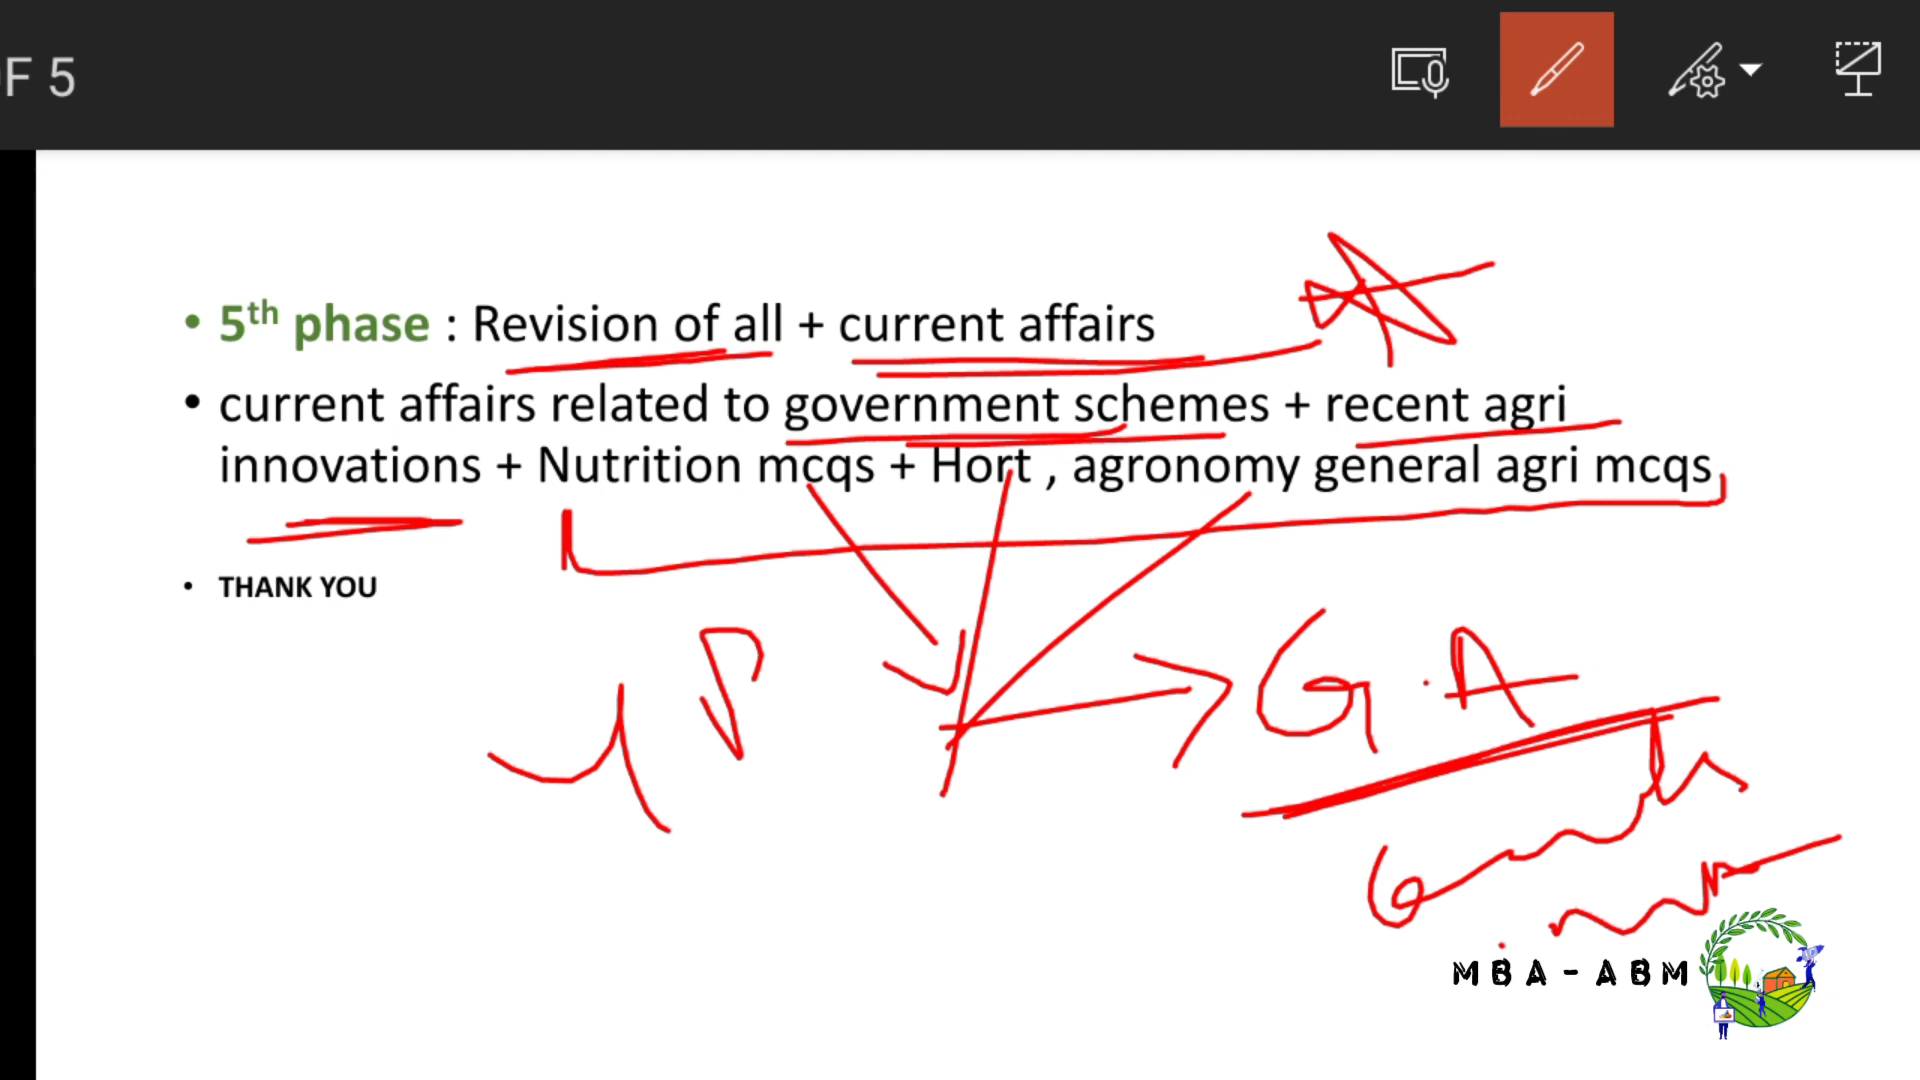 F 5
• 5th phase : Revision of all + current affairs
• current affairs related to government schemes + recent agri
innovations + Nutrition mcqs + Hort , agronomy general agri mcqs
• THANK YOU
G.A
MBA-ABM